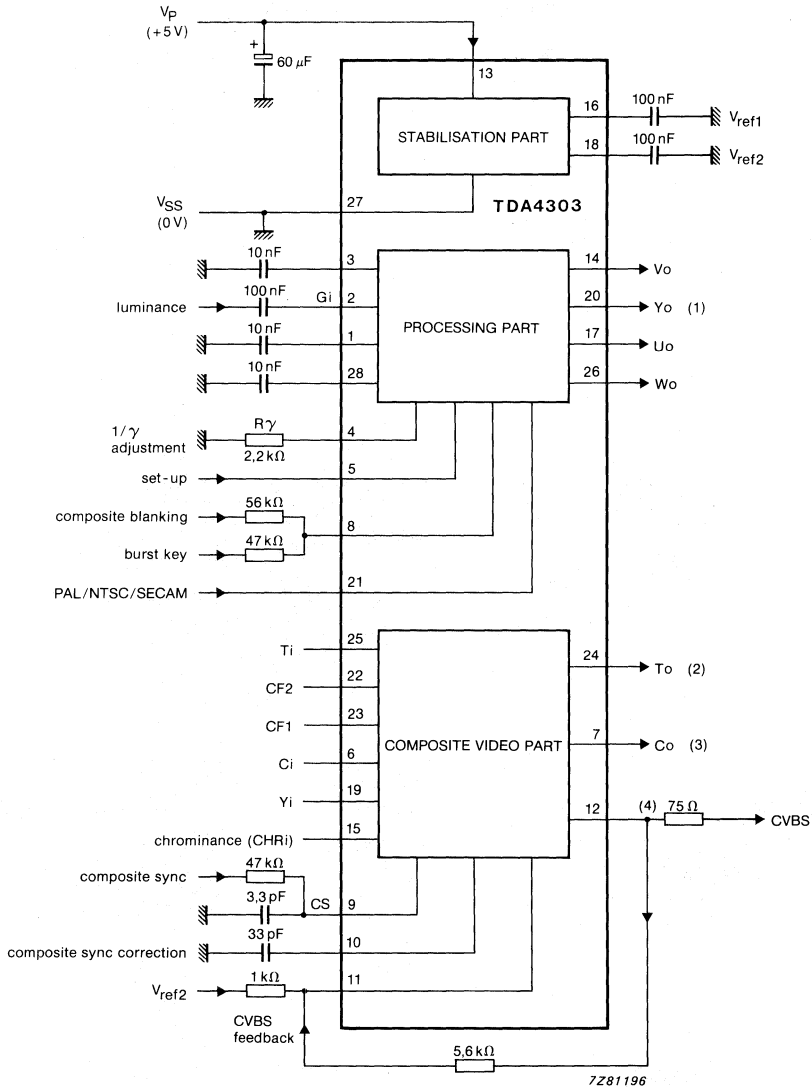 VP
(+5 V)
+
60 μF
13
STABILISATION PART
16
100 nF
Vref1
18
100 nF
Vref2
VSS
(0 V)
27
TDA4303
10 nF
3
luminance
100 nF
Gi
2
10 nF
1
10 nF
28
PROCESSING PART
14
Vo
20
Yo (1)
17
Uo
26
Wo
1/γ
adjustment
Rγ
2,2 kΩ
4
set-up
5
composite blanking
56 kΩ
8
burst key
47 kΩ
PAL/NTSC/SECAM
21
Ti
25
CF2
22
CF1
23
Ci
6
Yi
19
chrominance (CHRi)
15
COMPOSITE VIDEO PART
24
To (2)
7
Co (3)
12
(4)
75 Ω
CVBS
composite sync
47 kΩ
3,3 pF
CS
9
composite sync correction
33 pF
10
Vref2
1 kΩ
11
CVBS
feedback
5,6 kΩ
7Z81196